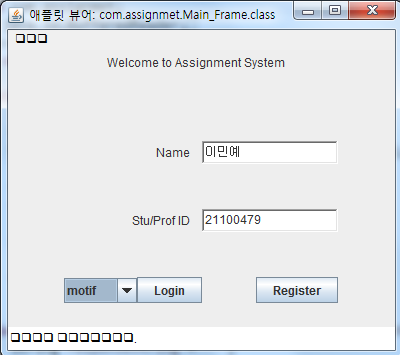 애플릿 뷰어: com.assignmet.Main_Frame.class
Welcome to Assignment System
Name 이민예
Stu/Prof ID 21100479
motif Login Register